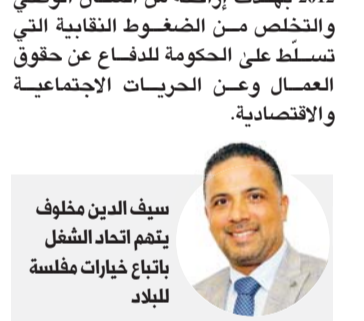 والتخلص من الضغوط النقابية التي
تسلّط على الحكومة للدفاع عن حقوق
العمال وعن الحريات الاجتماعية
والاقتصادية.
سيف الدين مخلوف
يتهم اتحاد الشغل
باتباع خيارات مفلسة
للبلاد